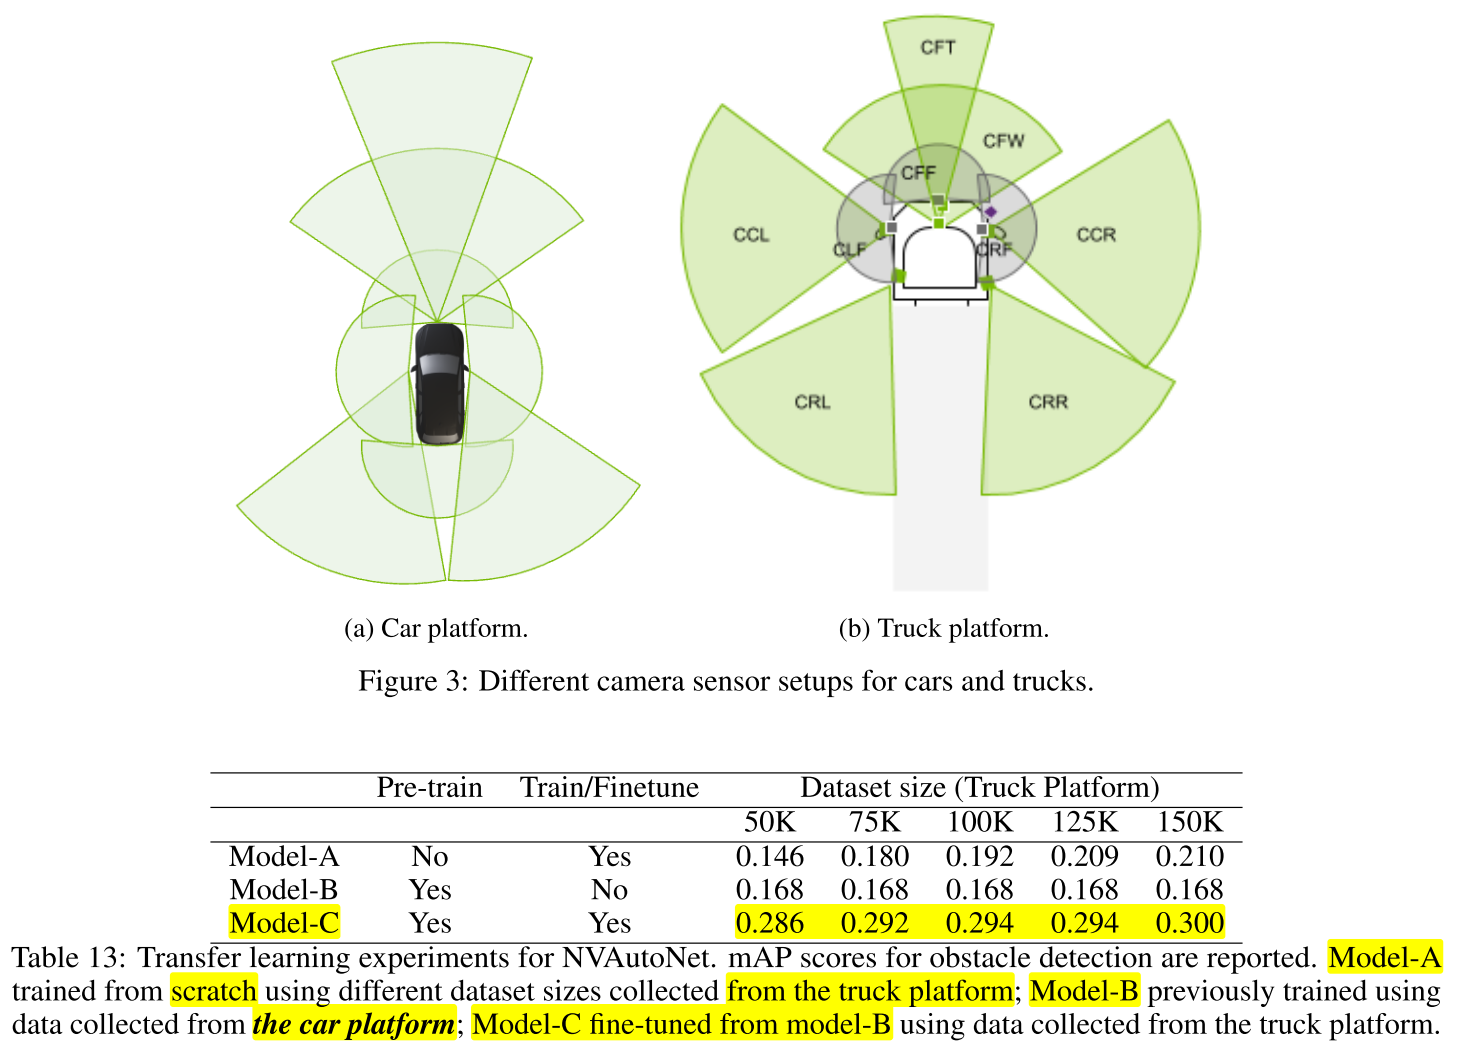 CFT
CFW
CFF
CCL
CLF
CRF
CCR
CRL
CRR
(a) Car platform.
(b) Truck platform.
Figure 3: Different camera sensor setups for cars and trucks.
Pre-train Train/Finetune Dataset size (Truck Platform)
50K 75K 100K 125K 150K
Model-A No Yes 0.146 0.180 0.192 0.209 0.210
Model-B Yes No 0.168 0.168 0.168 0.168 0.168
Model-C Yes Yes 0.286 0.292 0.294 0.294 0.300
Table 13: Transfer learning experiments for NVAutoNet. mAP scores for obstacle detection are reported. Model-A
trained from scratch using different dataset sizes collected from the truck platform; Model-B previously trained using
data collected from the car platform; Model-C fine-tuned from model-B using data collected from the truck platform.